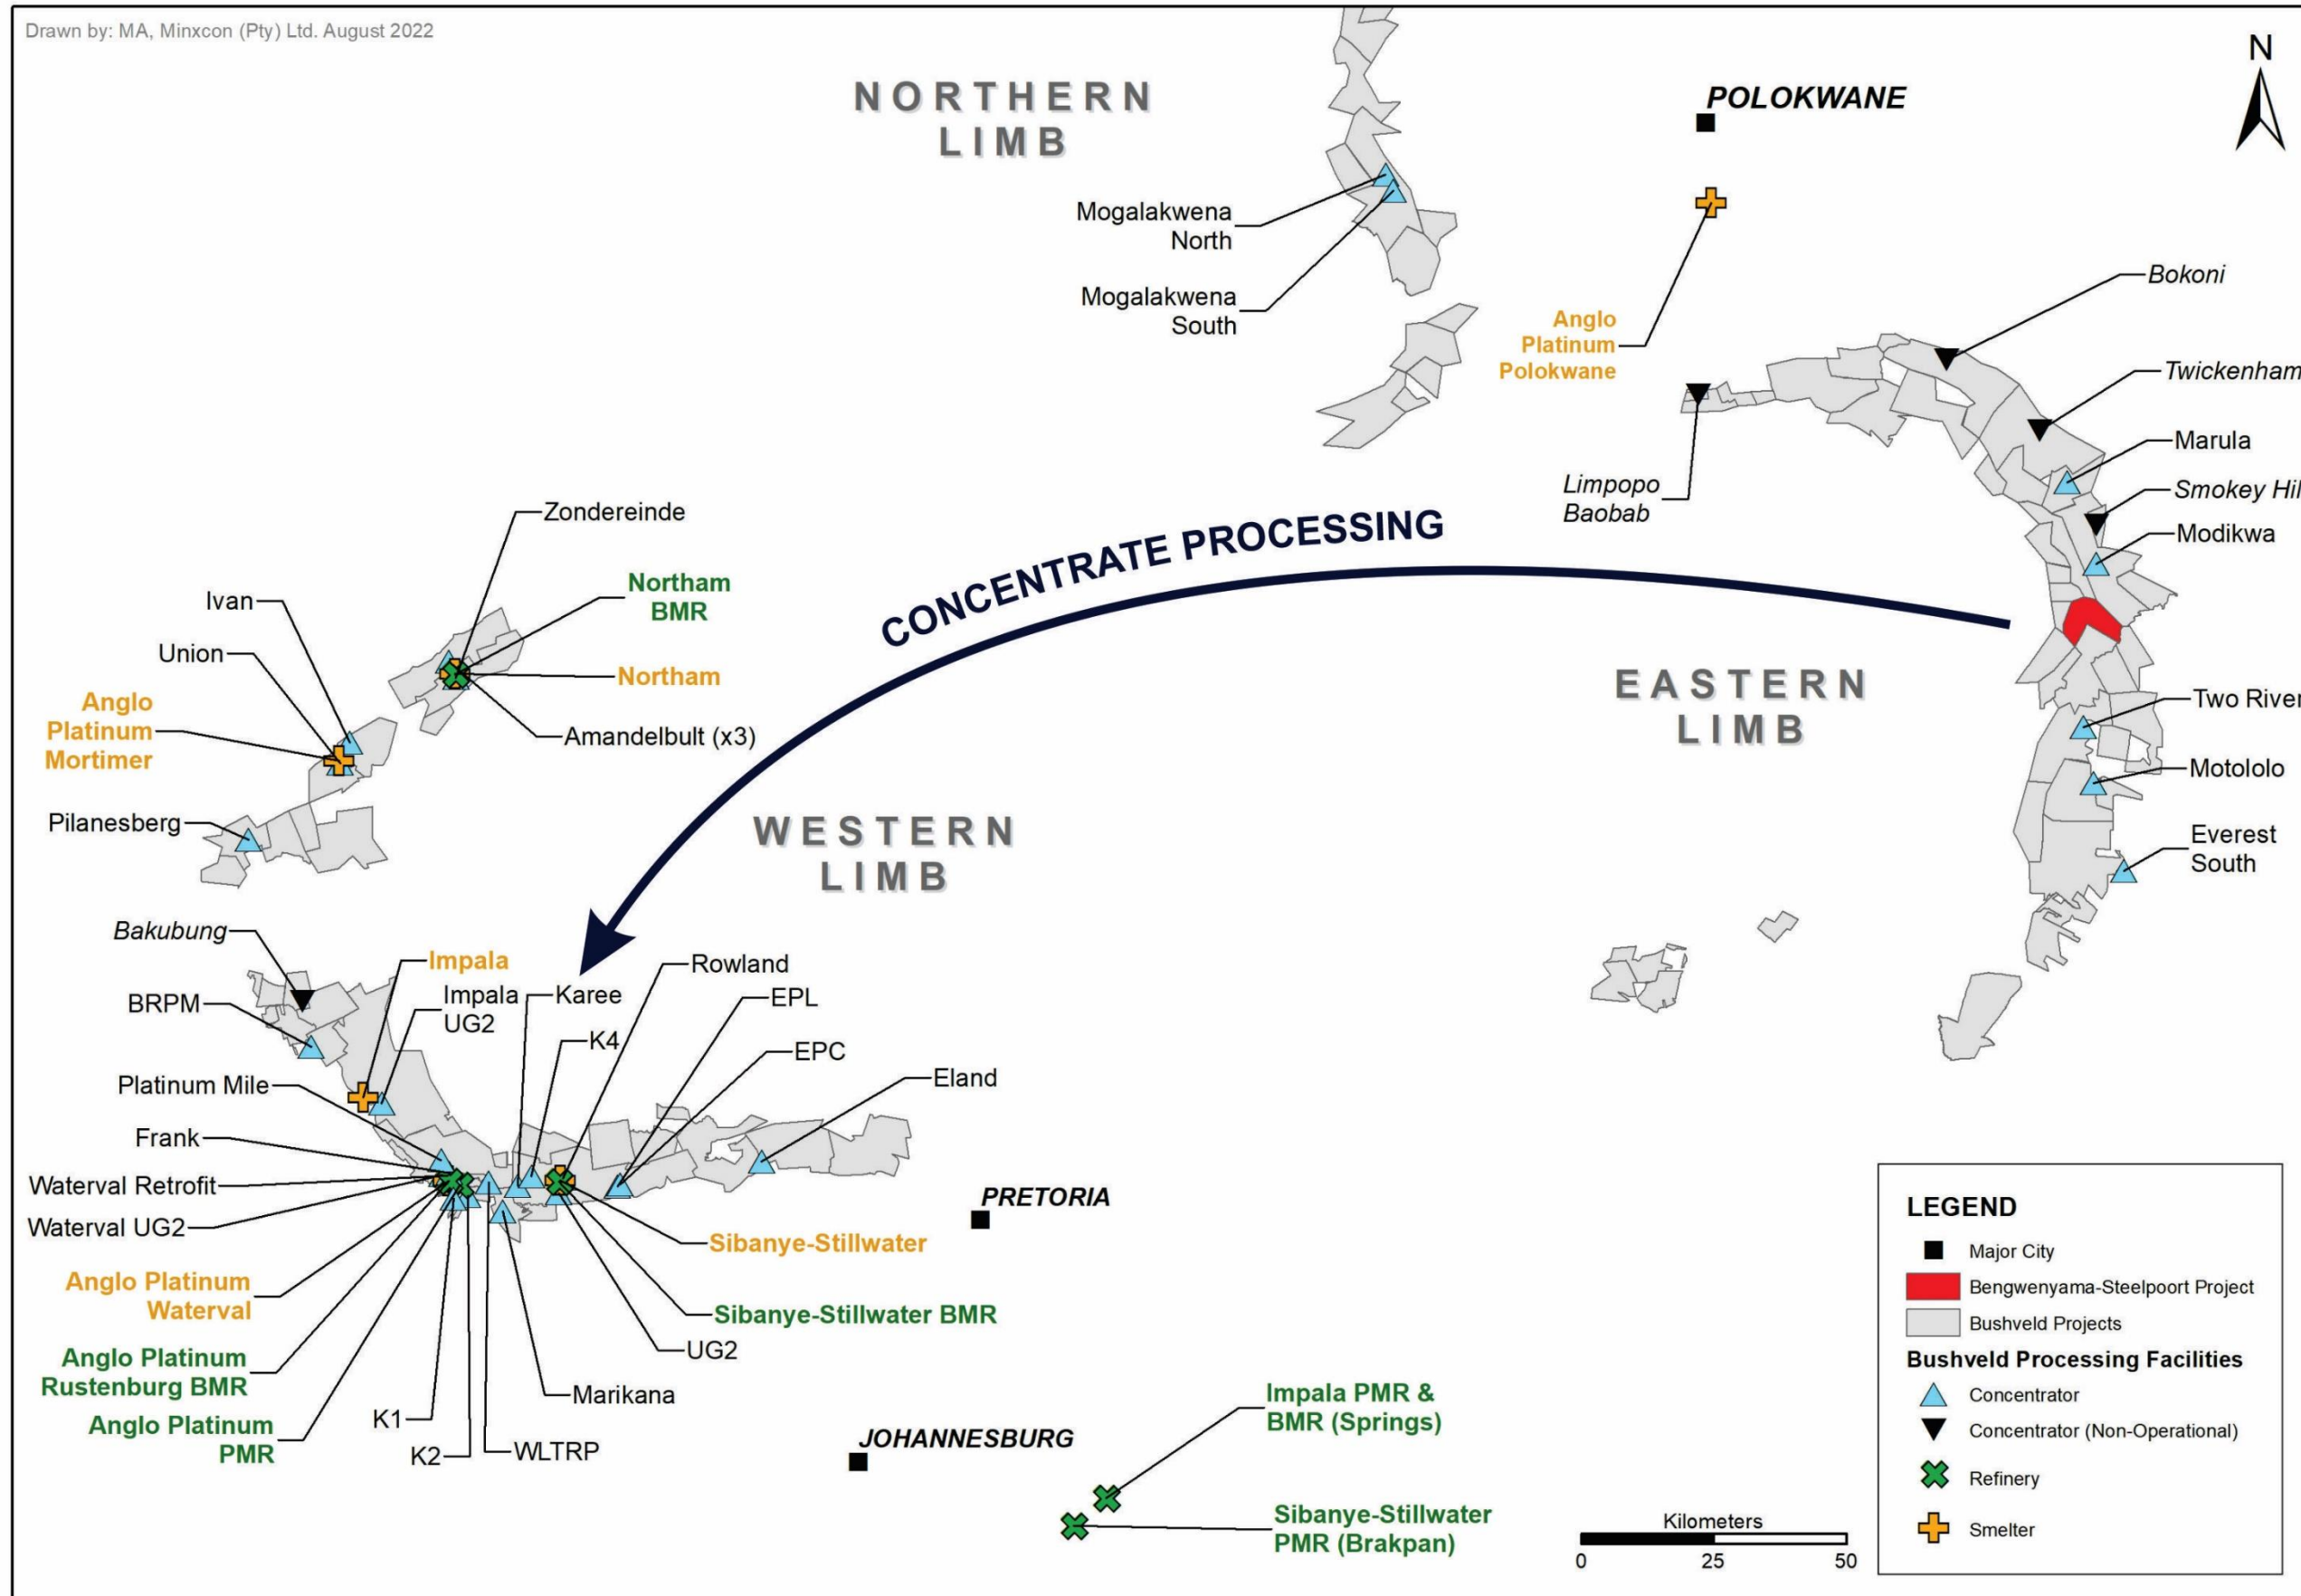 Drawn by: MA, Minxcon (Pty) Ltd. August 2022
N
NORTHERN
LIMB
POLOKWANE
Mogalakwena
North
Mogalakwena
South
Anglo
Platinum
Polokwane
Bokoni
Twickenham
Marula
Smokey Hil
Modikwa
Limpopo
Baobab
CONCENTRATE PROCESSING
EASTERN
LIMB
Two River
Motololo
Everest
South
Zondereinde
Northam
BMR
Ivan
Union
Northam
Anglo
Platinum
Mortimer
Amandelbult (x3)
Pilanesberg
WESTERN
LIMB
Bakubung
Impala
Rowland
BRPM
Impala
UG2
Karee
EPL
K4
EPC
Platinum Mile
Eland
Frank
Waterval Retrofit
Waterval UG2
PRETORIA
Sibanye-Stillwater
Anglo Platinum
Waterval
Sibanye-Stillwater BMR
UG2
Anglo Platinum
Rustenburg BMR
Marikana
Anglo Platinum
PMR
K1
K2
WLTRP
JOHANNESBURG
Impala PMR &
BMR (Springs)
Sibanye-Stillwater
PMR (Brakpan)
Kilometers
0 25 50
LEGEND
Major City
Bengwenyama-Steelpoort Project
Bushveld Projects
Bushveld Processing Facilities
Concentrator
Concentrator (Non-Operational)
Refinery
Smelter